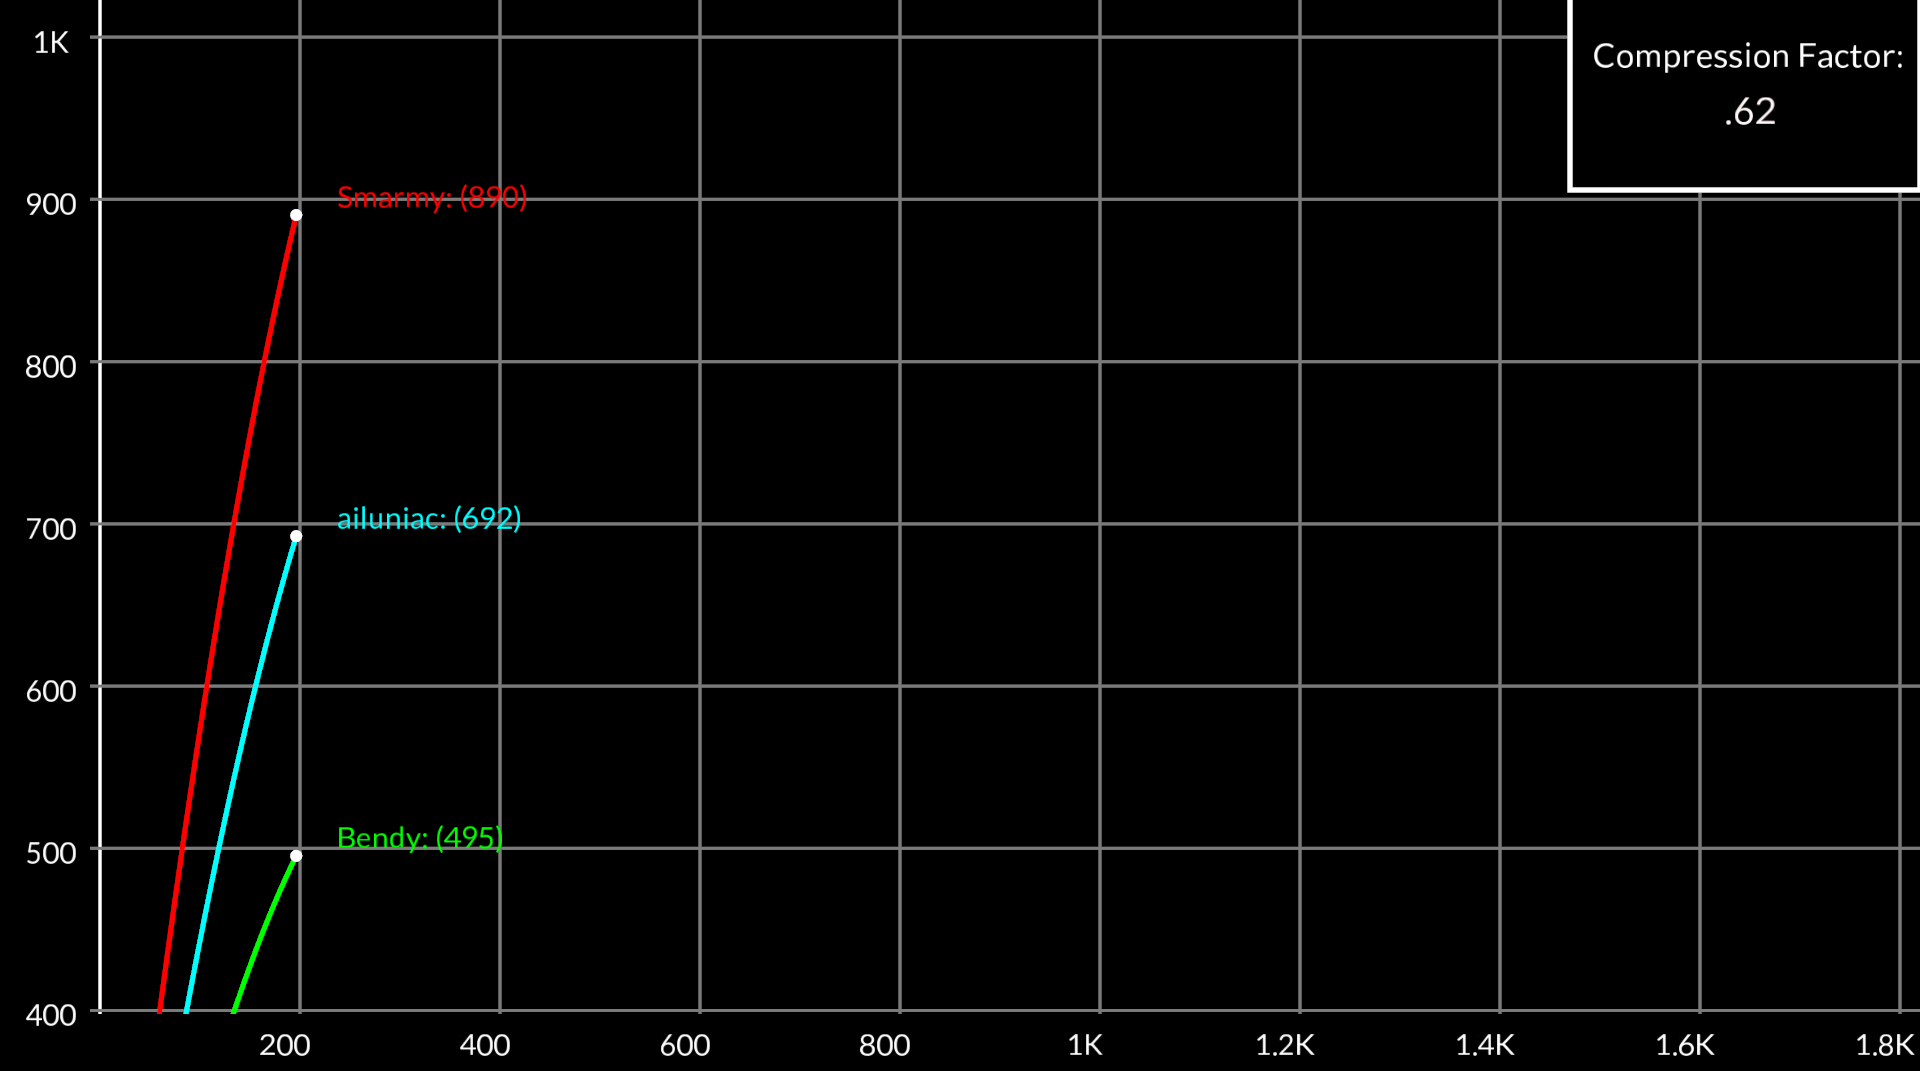 1K
Compression Factor:
.62
900
Smarmy: (890)
800
700
ailuniac: (692)
600
500
Bendy: (495)
400
200 400 600 800 1K 1.2K 1.4K 1.6K 1.8K